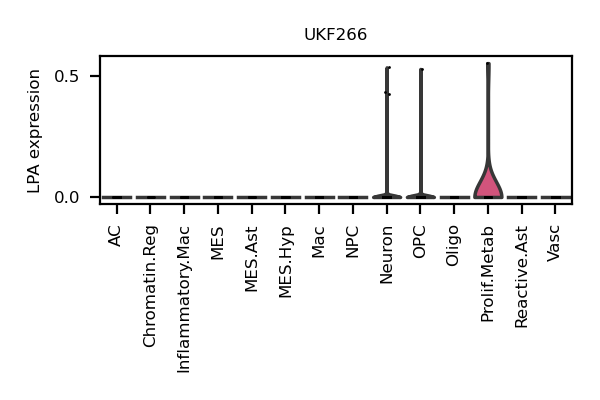 UKF266
LPA expression
0.5
0.0
AC
Chromatin.Reg
Inflammatory.Mac
MES
MES.Ast
MES.Hyp
Mac
NPC
Neuron
OPC
Oligo
Prolif.Metab
Reactive.Ast
Vasc